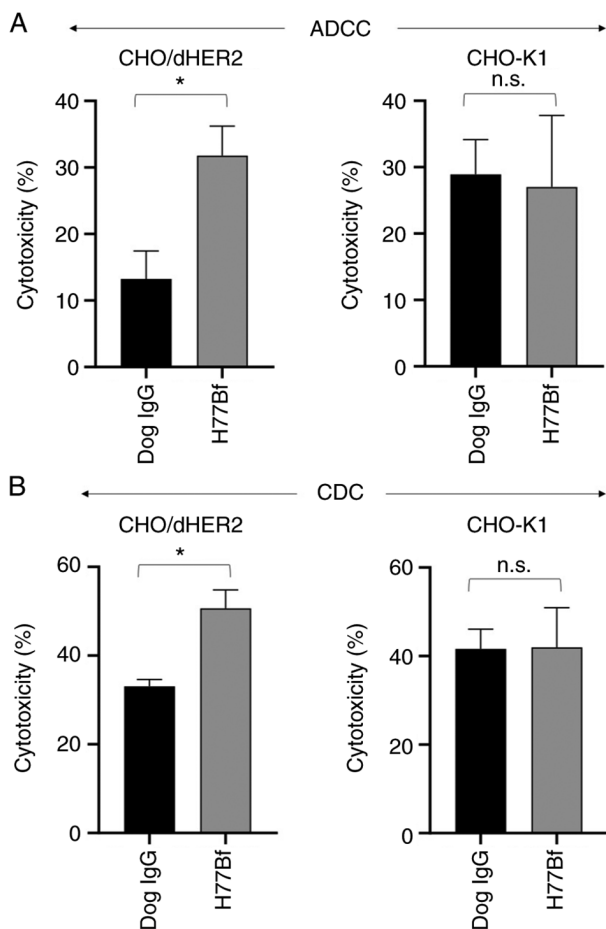 A
ADCC
CHO/dHER2
CHO-K1
*
n.s.
Cytotoxicity (%)
40
30
20
10
0
Dog IgG
H77Bf
Cytotoxicity (%)
40
30
20
10
0
Dog IgG
H77Bf
B
CDC
CHO/dHER2
CHO-K1
*
n.s.
Cytotoxicity (%)
60
40
20
0
Dog IgG
H77Bf
Cytotoxicity (%)
60
40
20
0
Dog IgG
H77Bf